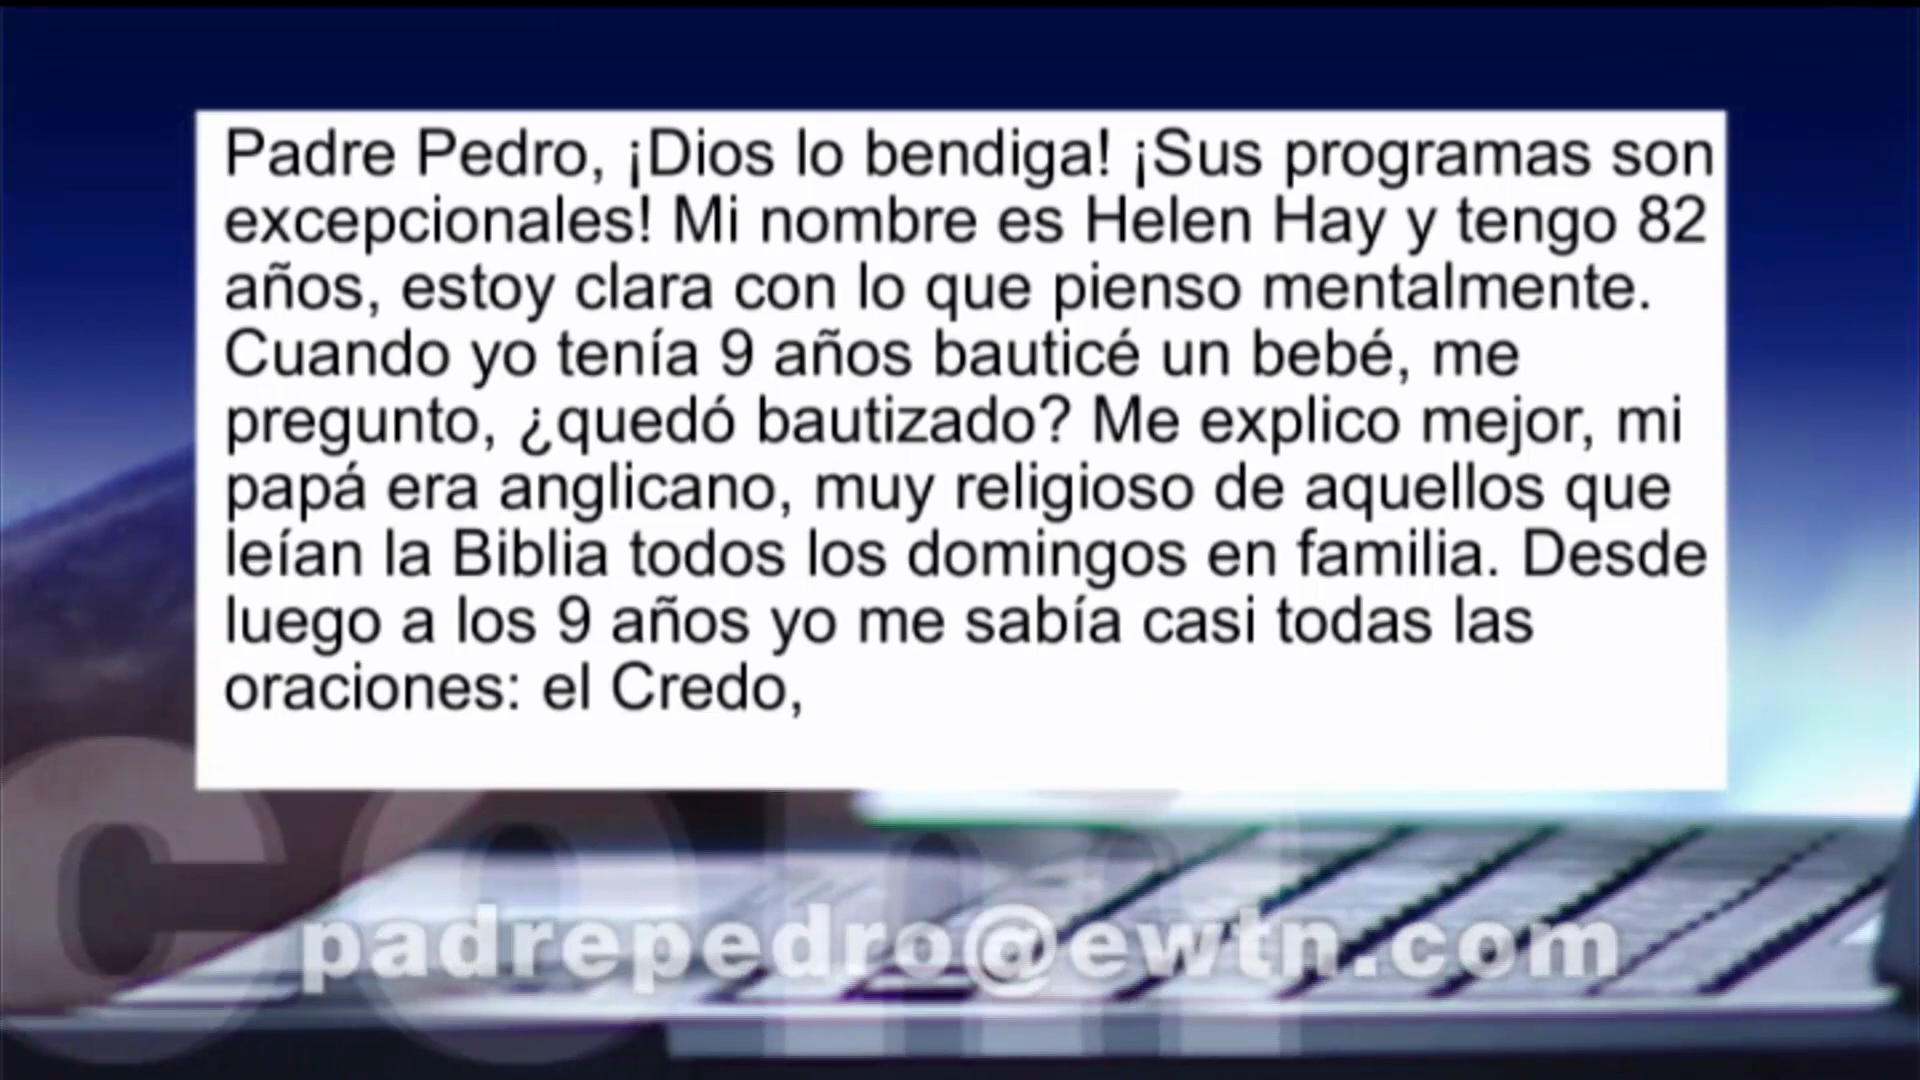 Padre Pedro, ¡Dios lo bendiga! ¡Sus programas son
excepcionales! Mi nombre es Helen Hay y tengo 82
años, estoy clara con lo que pienso mentalmente.
Cuando yo tenía 9 años bauticé un bebé, me
pregunto, ¿quedó bautizado? Me explico mejor, mi
papá era anglicano, muy religioso de aquellos que
leían la Biblia todos los domingos en familia. Desde
luego a los 9 años yo me sabía casi todas las
oraciones: el Credo,
com
padrepedro@ewtn.com